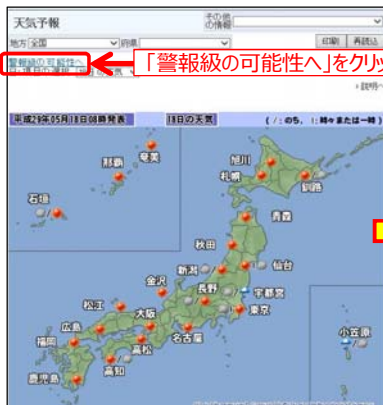 天気予報
その他の情報
地方 全国
府県
印刷 再読込
警報級の可能性へ
「警報級の可能性へ」をクリッ
説明へ
平成29年05月18日08時発表
18日の天気
( /:のち、 |:時々または一時)
那覇
奄美
石垣
旭川
札幌
釧路
青森
秋田
新潟
仙台
金沢
長野
宇都宮
東京
松江
大阪
広島
名古屋
福岡
高松
高知
鹿児島
小笠原